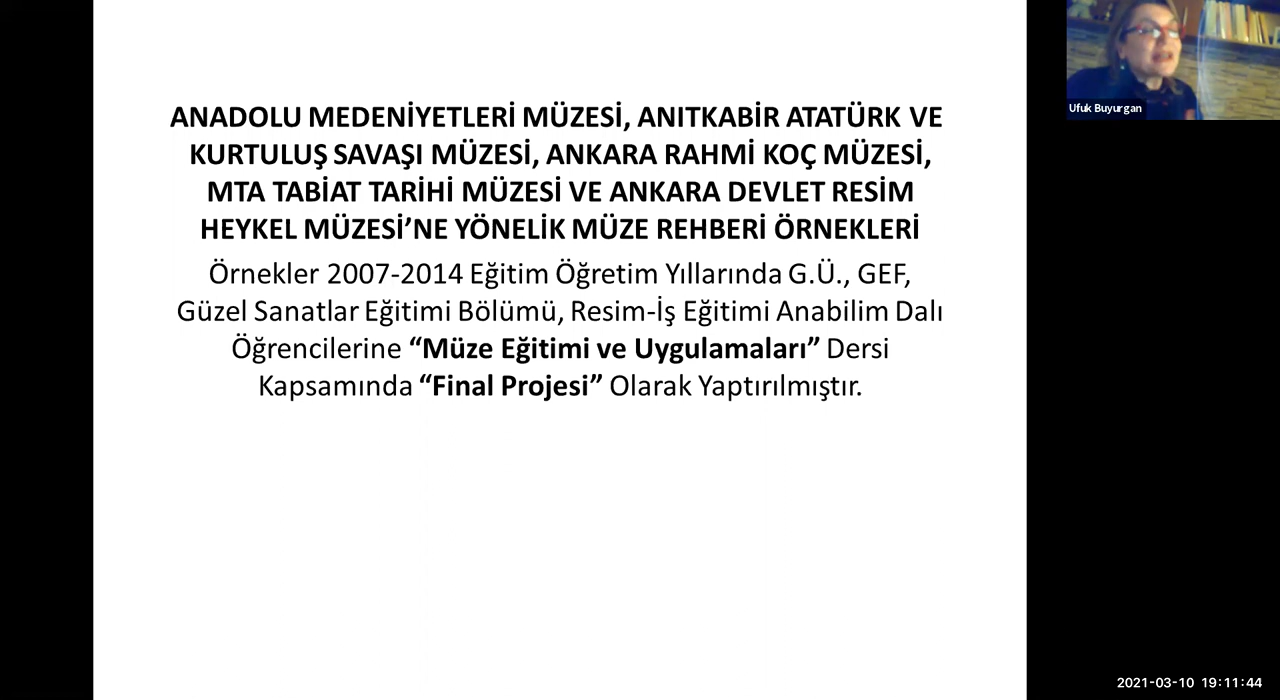 ANADOLU MEDENİYETLERİ MÜZESİ, ANITKABİR ATATÜRK VE
KURTULUŞ SAVAŞI MÜZESİ, ANKARA RAHMİ KOÇ MÜZESİ,
MTA TABİAT TARİHİ MÜZESİ VE ANKARA DEVLET RESİM
HEYKEL MÜZESİ’NE YÖNELİK MÜZE REHBERİ ÖRNEKLERİ
Örnekler 2007-2014 Eğitim Öğretim Yıllarında G.Ü., GEF,
Güzel Sanatlar Eğitimi Bölümü, Resim-İş Eğitimi Anabilim Dalı
Öğrencilerine “Müze Eğitimi ve Uygulamaları” Dersi
Kapsamında “Final Projesi” Olarak Yaptırılmıştır.
Ufuk Buyurgan
2021-03-10 19:11:44